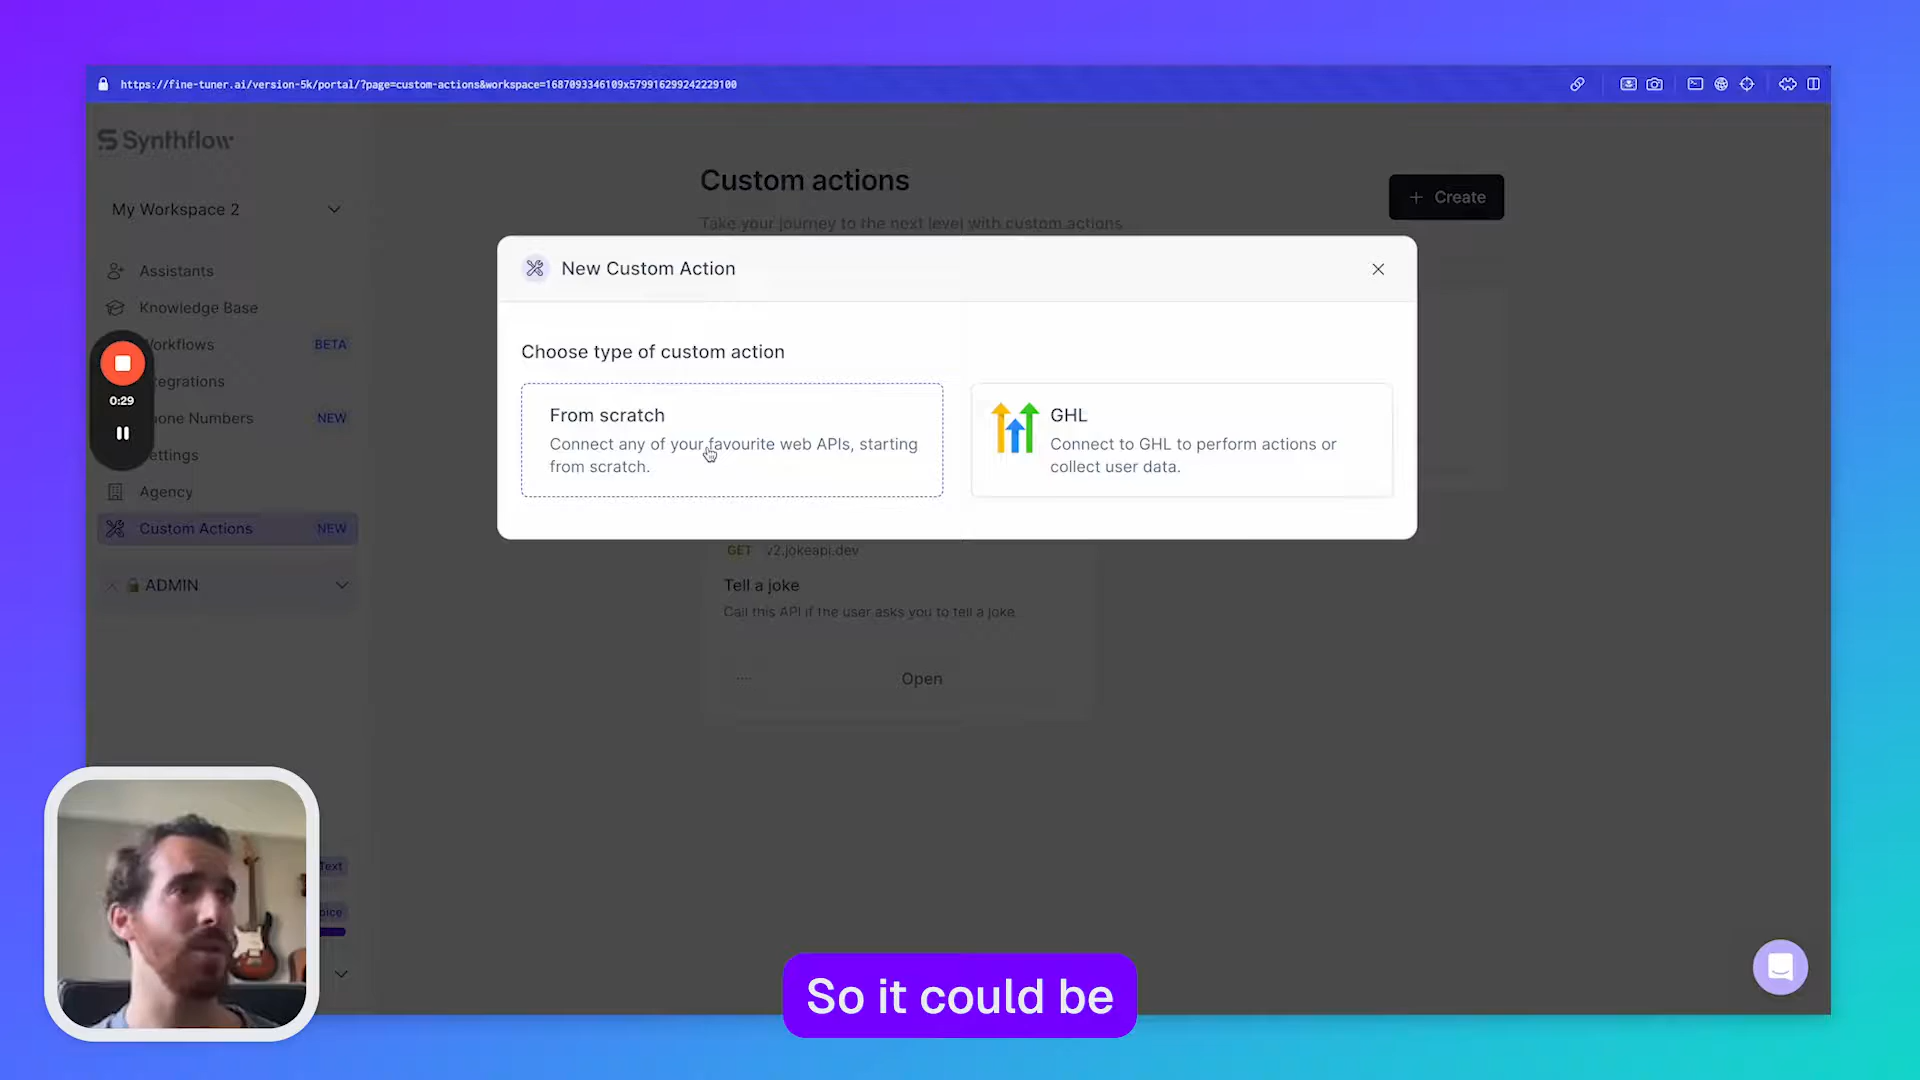 https://fine-tuner.ai/version-5k/portal/?page=custom-actions&workspace=1687093346109x579916299242229100
Synthflow
My Workspace 2
Assistants
Knowledge Base
orkflows BETA
tegrations
one Numbers NEW
ettings
Agency
Custom Actions NEW
ADMIN
0:29
Custom actions
Take your journey to the next level with custom actions
+ Create
New Custom Action
Choose type of custom action
From scratch
Connect any of your favourite web APIs, starting
from scratch.
GHL
Connect to GHL to perform actions or
collect user data.
GET v2.jokeapi.dev
Tell a joke
Call this API if the user asks you to tell a joke.
Open
Text
oice
So it could be